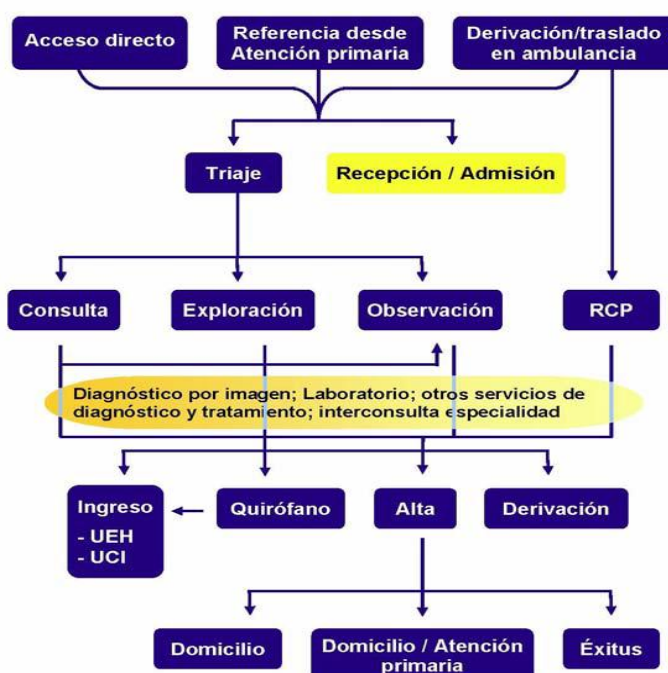 Acceso directo
Referencia desde
Atención primaria
Derivación/traslado
en ambulancia
Triaje
Recepción / Admisión
Consulta
Exploración
Observación
RCP
Diagnóstico por imagen; Laboratorio; otros servicios de
diagnóstico y tratamiento; interconsulta especialidad
Ingreso
- UEH
- UCI
Quirófano
Alta
Derivación
Domicilio
Domicilio / Atención
primaria
Éxitus